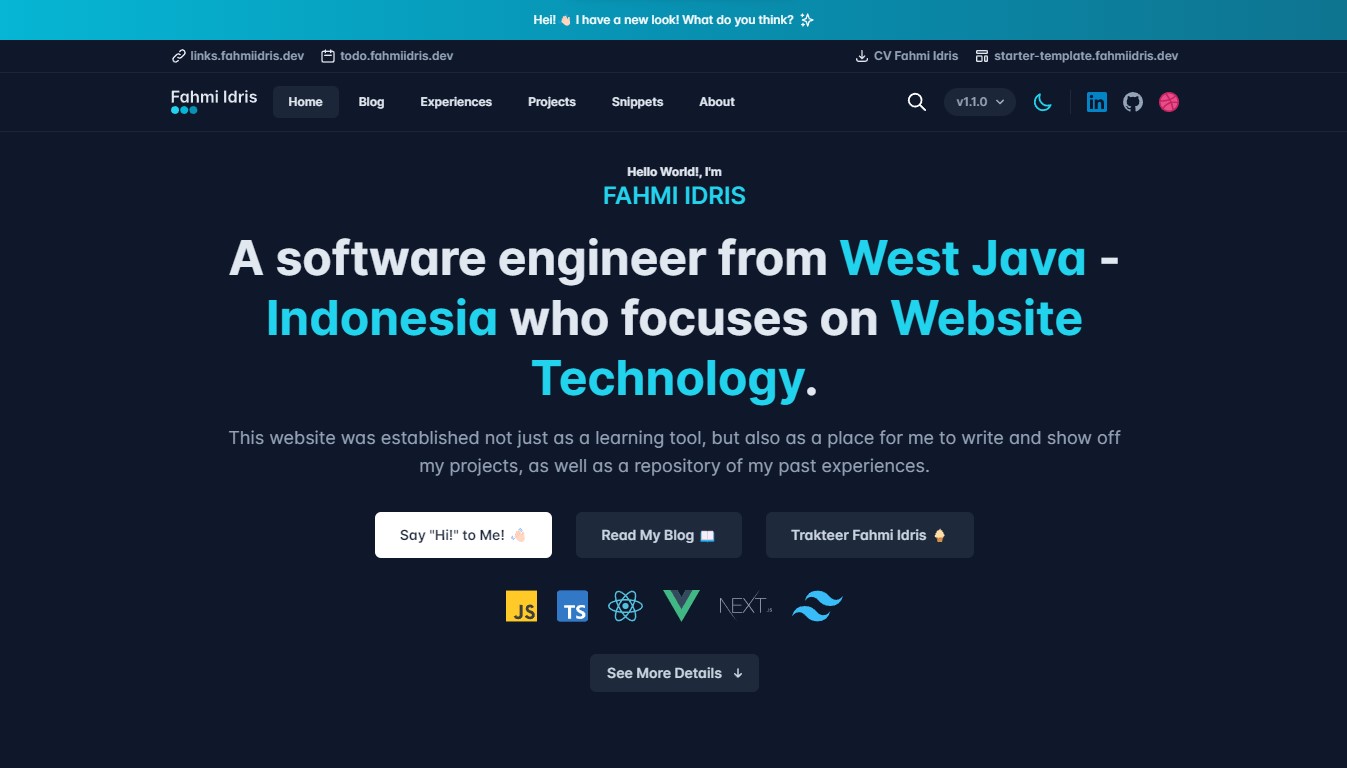 Hei! 👋🏻 I have a new look! What do you think?
links.fahmiidris.dev
todo.fahmiidris.dev
CV Fahmi Idris
starter-template.fahmiidris.dev
Fahmi Idris
Home
Blog
Experiences
Projects
Snippets
About
v1.1.0
in
Hello World!, I'm
FAHMI IDRIS
A software engineer from West Java -
Indonesia who focuses on Website
Technology.
This website was established not just as a learning tool, but also as a place for me to write and show off
my projects, as well as a repository of my past experiences.
Say "Hi!" to Me! 👏🏻
Read My Blog 📖
Trakteer Fahmi Idris 🍦
JS
TS
NEXT.JS
See More Details ↓